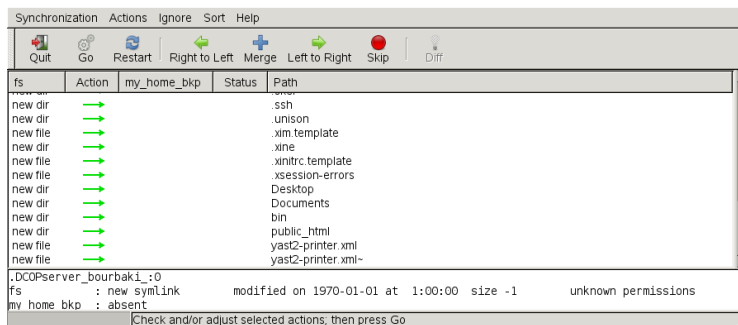 Synchronization Actions Ignore Sort Help
Quit Go Restart Right to Left Merge Left to Right Skip Diff
fs Action my_home_bkp Status Path
new dir .ssh
new dir .unison
new file .xim.template
new dir .xine
new file .xinitrc.template
new file .xsession-errors
new dir Desktop
new dir Documents
new dir bin
new dir public_html
new file yast2-printer.xml
new file yast2-printer.xml~
.DCOPserver_bourbaki_:0
fs : new symlink modified on 1970-01-01 at 1:00:00 size -1 unknown permissions
my_home_bkp : absent
Check and/or adjust selected actions; then press Go